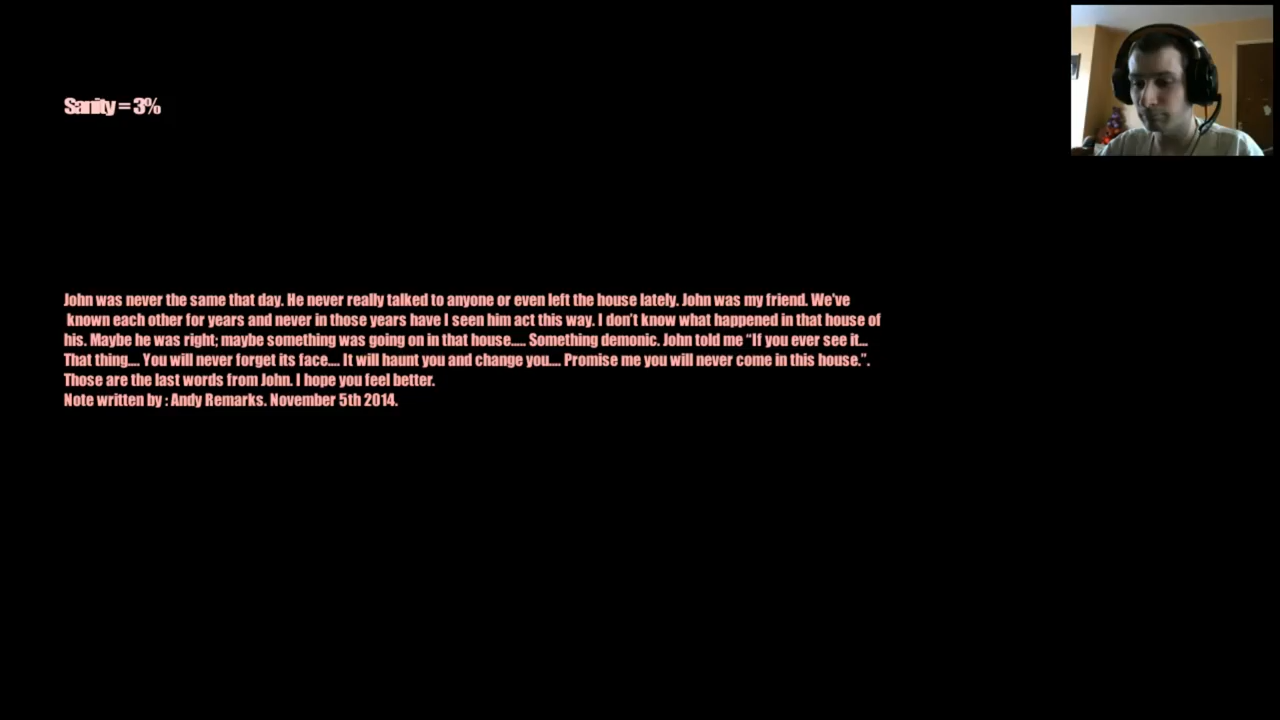 Sanity = 3%
John was never the same that day. He never really talked to anyone or even left the house lately. John was my friend. We've
known each other for years and never in those years have I seen him act this way. I don't know what happened in that house of
his. Maybe he was right; maybe something was going on in that house..... Something demonic. John told me “If you ever see it...
That thing.... You will never forget its face.... It will haunt you and change you.... Promise me you will never come in this house.”.
Those are the last words from John. I hope you feel better.
Note written by : Andy Remarks. November 5th 2014.